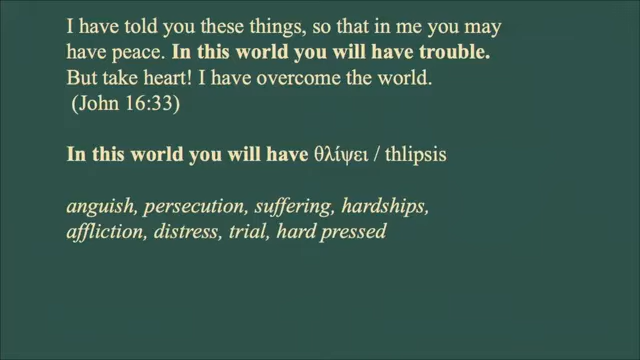 I have told you these things, so that in me you may
have peace. In this world you will have trouble.
But take heart! I have overcome the world.
(John 16:33)
In this world you will have θλίψει / thlipsis
anguish, persecution, suffering, hardships,
affliction, distress, trial, hard pressed